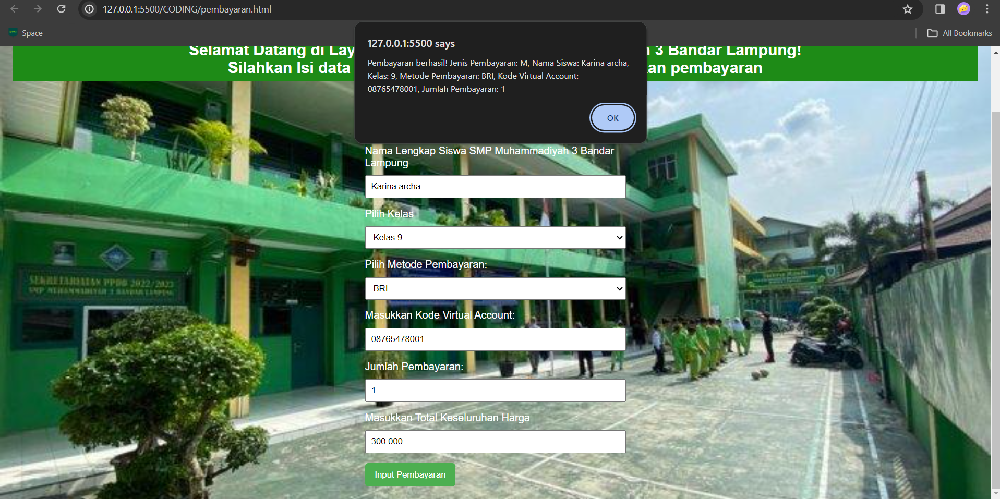 127.0.0.1:5500/CODING/pembayaran.html
Space
All Bookmarks
127.0.0.1:5500 says
Pembayaran berhasil! Jenis Pembayaran: M, Nama Siswa: Karina archa,
Kelas: 9, Metode Pembayaran: BRI, Kode Virtual Account:
08765478001, Jumlah Pembayaran: 1
OK
Selamat Datang di Lay 3 Bandar Lampung!
Silahkan Isi data an pembayaran
Nama Lengkap Siswa SMP Muhammadiyah 3 Bandar
Lampung
Karina archa
Pilih Kelas
Kelas 9
Pilih Metode Pembayaran:
BRI
SEKRETARIATAN PPDB 2022/2023
SMP MUHAMMADIYAH 3 BANDAR LAMPUNG
Masukkan Kode Virtual Account:
08765478001
Jumlah Pembayaran:
1
Masukkan Total Keseluruhan Harga
300.000
Input Pembayaran